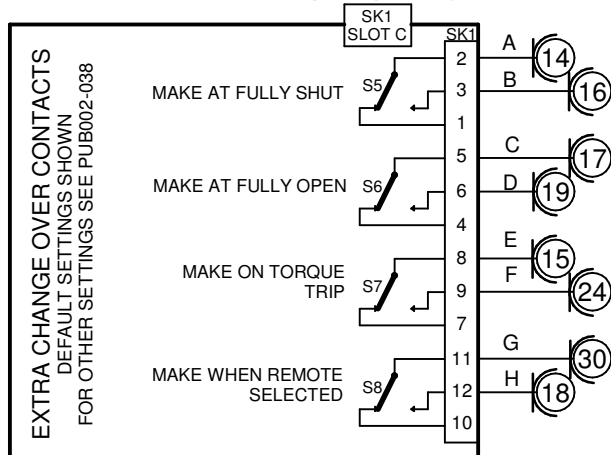 SK1
SLOT C
SK1
EXTRA CHANGE OVER CONTACTS
DEFAULT SETTINGS SHOWN
FOR OTHER SETTINGS SEE PUB002-038
MAKE AT FULLY SHUT
S5
2
A
14
3
B
16
1
MAKE AT FULLY OPEN
S6
5
C
17
6
D
19
4
MAKE ON TORQUE
TRIP
S7
8
E
15
9
F
24
7
MAKE WHEN REMOTE
SELECTED
S8
11
G
30
12
H
18
10